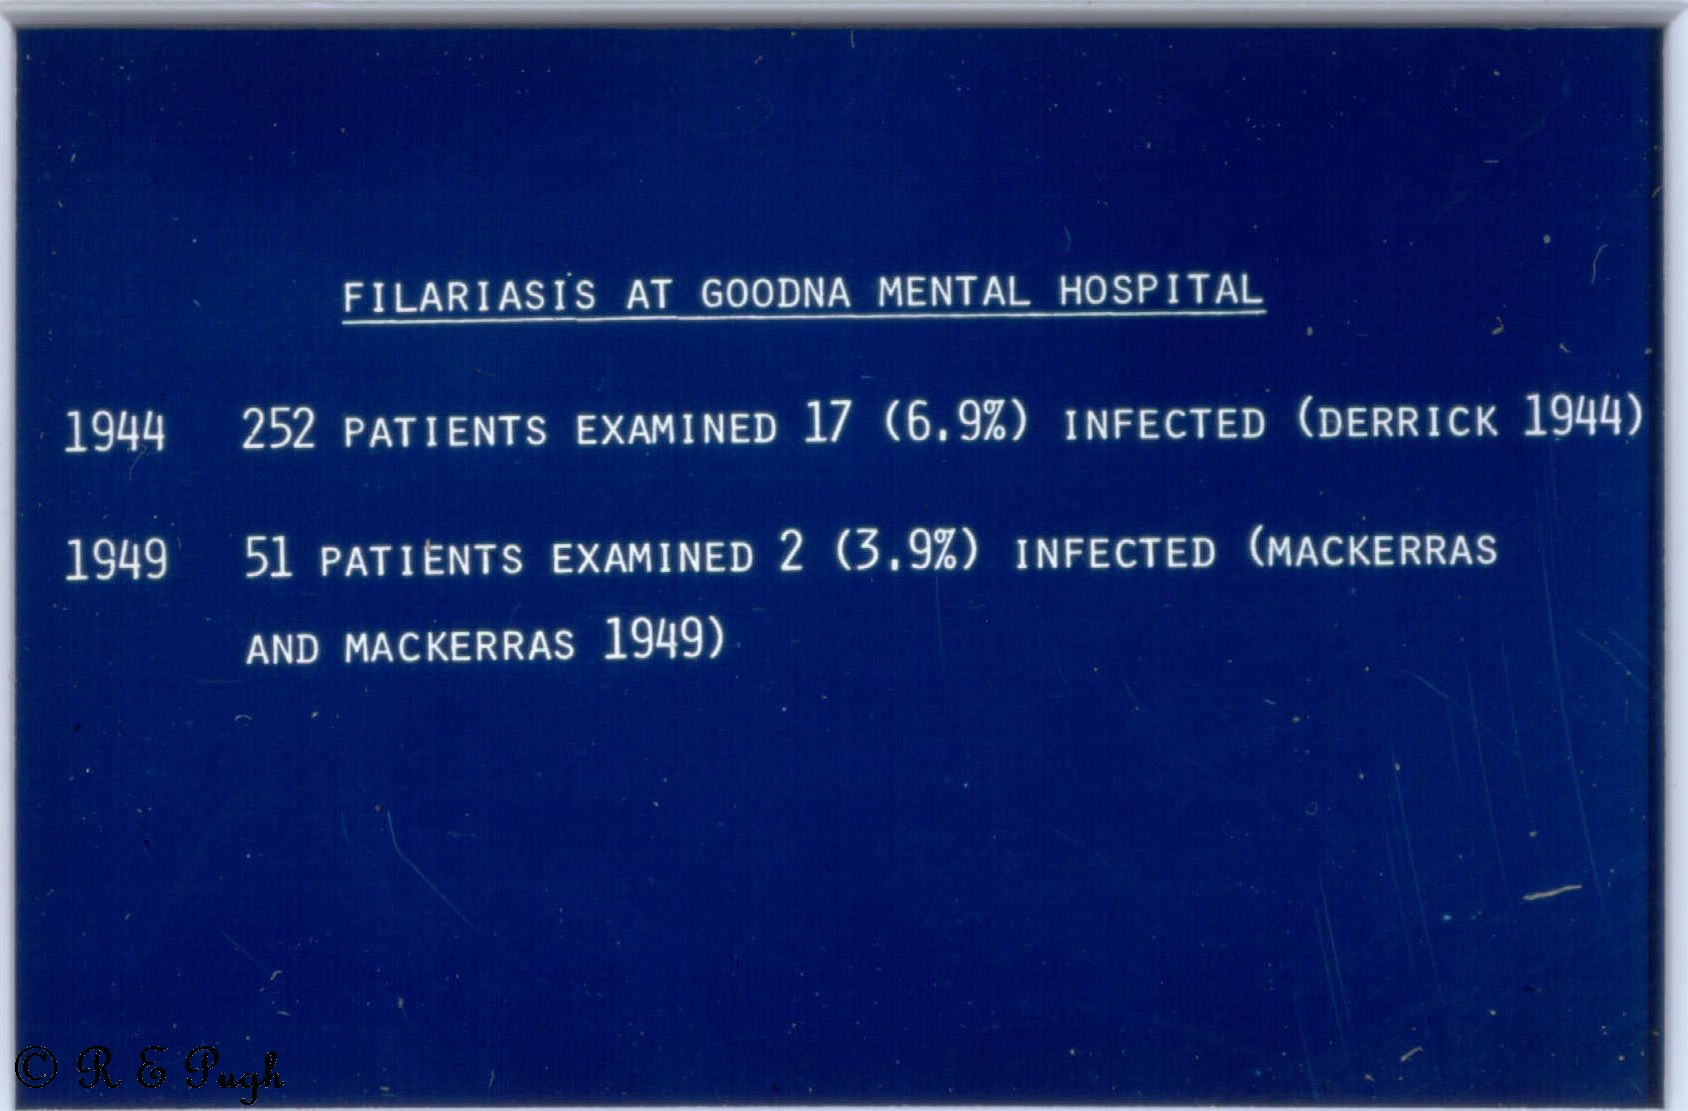 FILARIASIS AT GOODNA MENTAL HOSPITAL
1944 252 PATIENTS EXAMINED 17 (6.9%) INFECTED (DERRICK 1944)
1949 51 PATIENTS EXAMINED 2 (3.9%) INFECTED (MACKERRAS
AND MACKERRAS 1949)
© R & Pugh